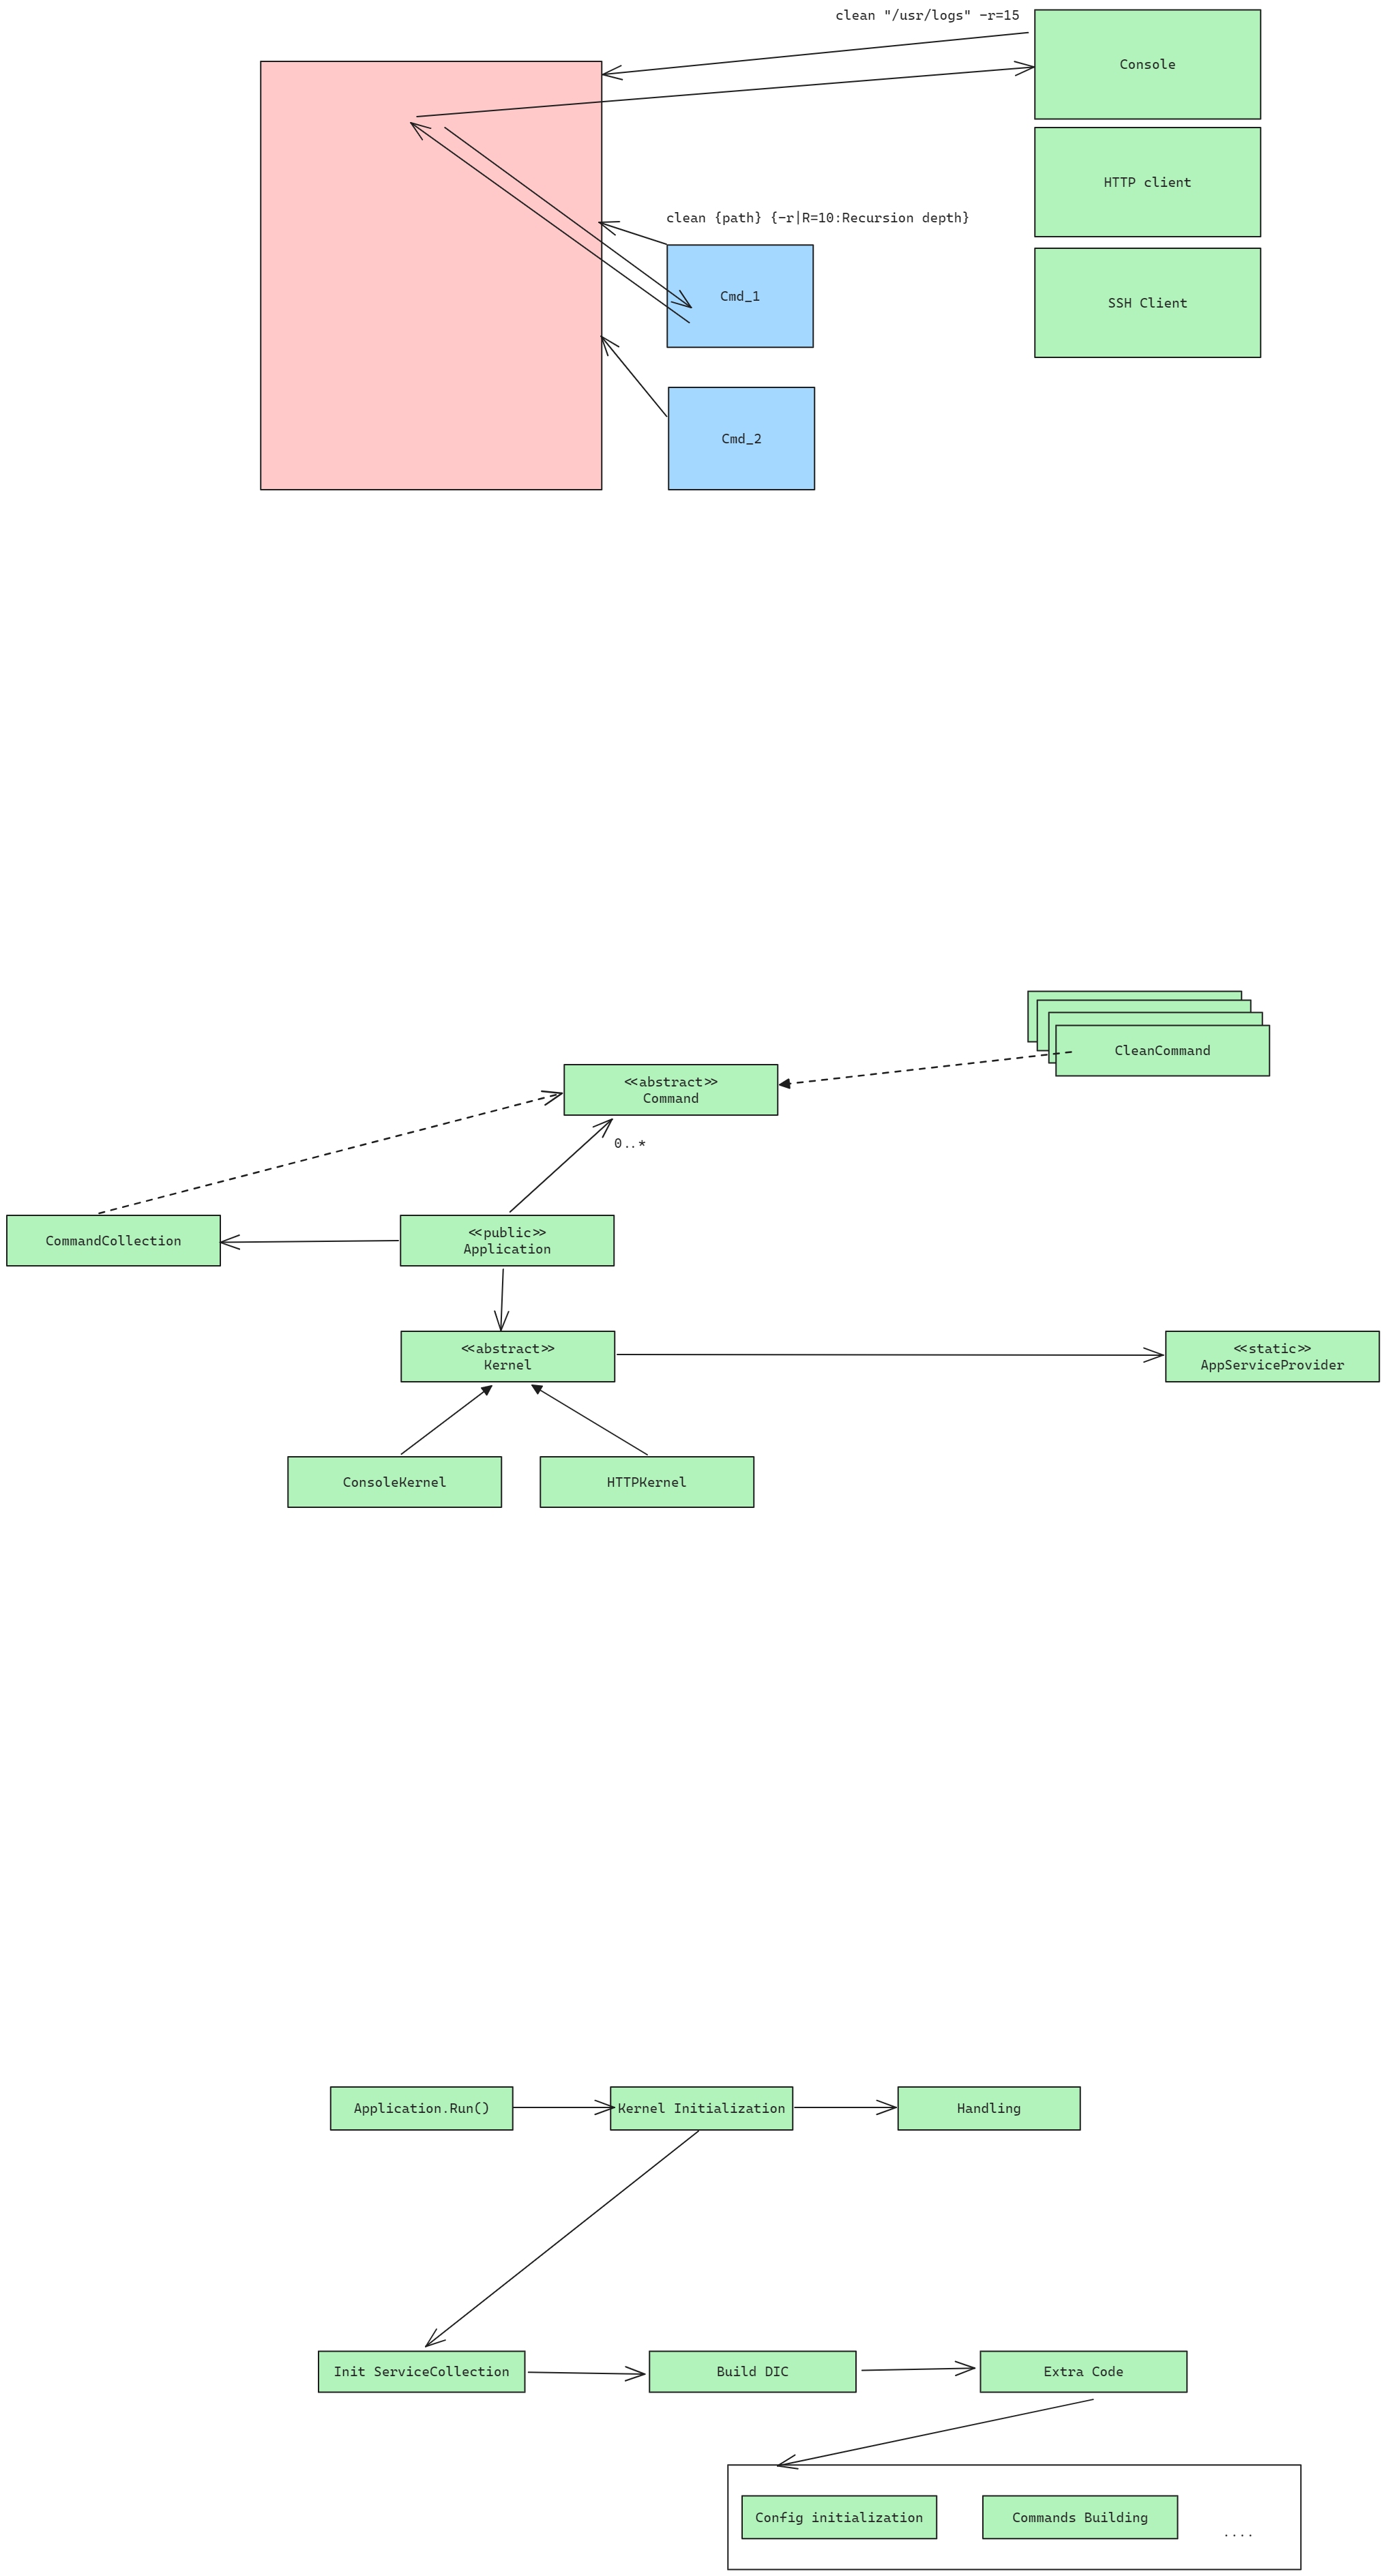 clean "/usr/logs" -r=15
Console
HTTP client
clean {path} {-r|R=10:Recursion depth}
Cmd_1
SSH Client
Cmd_2
CleanCommand
<<abstract>>
Command
0..*
CommandCollection
<<public>>
Application
<<abstract>>
Kernel
<<static>>
AppServiceProvider
ConsoleKernel
HTTPKernel
Application.Run()
Kernel Initialization
Handling
Init ServiceCollection
Build DIC
Extra Code
Config initialization
Commands Building
....